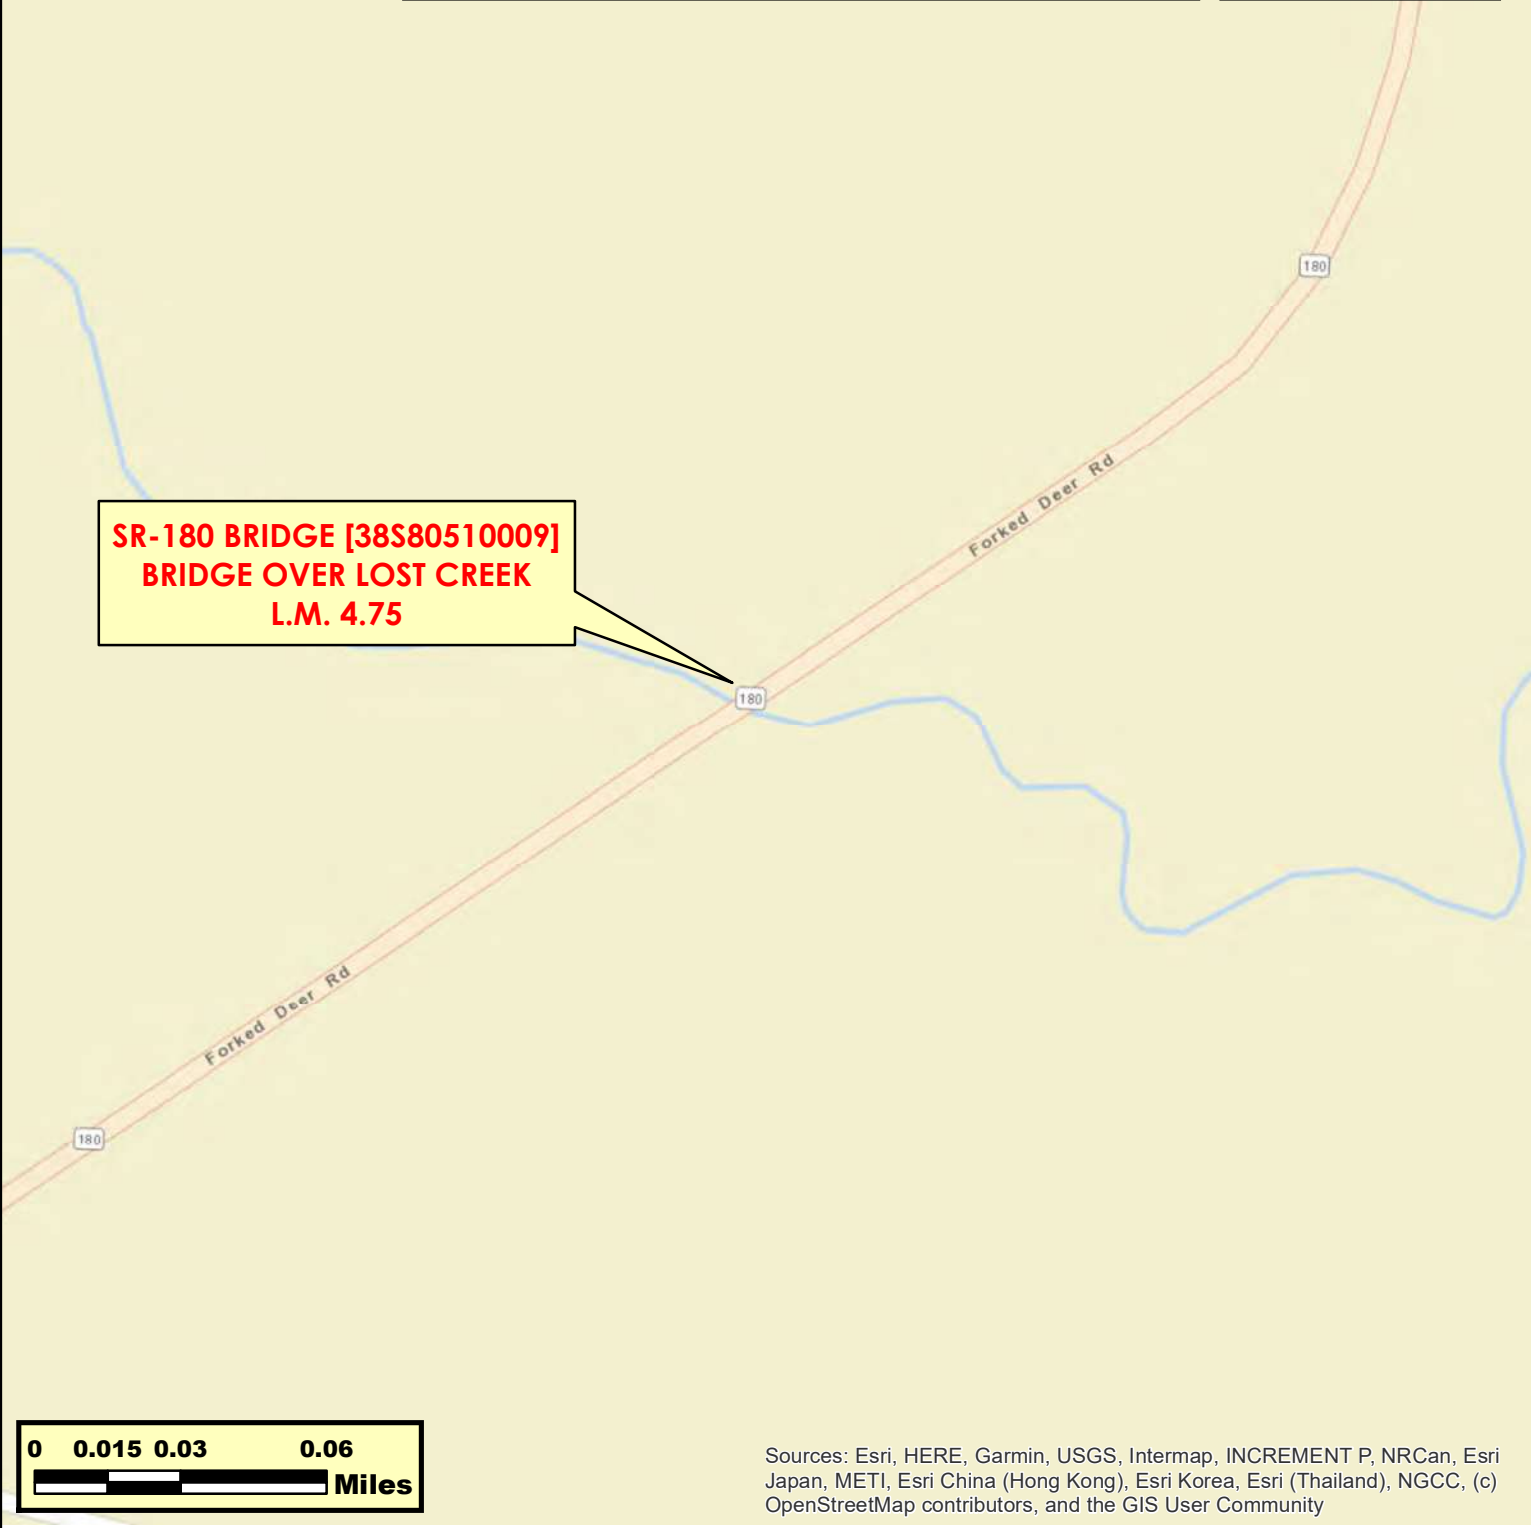 180
Forked Deer Rd
SR-180 BRIDGE [38S80510009]
BRIDGE OVER LOST CREEK
L.M. 4.75
180
Forked Deer Rd
180
0 0.015 0.03 0.06
Miles
Sources: Esri, HERE, Garmin, USGS, Intermap, INCREMENT P, NRCan, Esri
Japan, METI, Esri China (Hong Kong), Esri Korea, Esri (Thailand), NGCC, (c)
OpenStreetMap contributors, and the GIS User Community